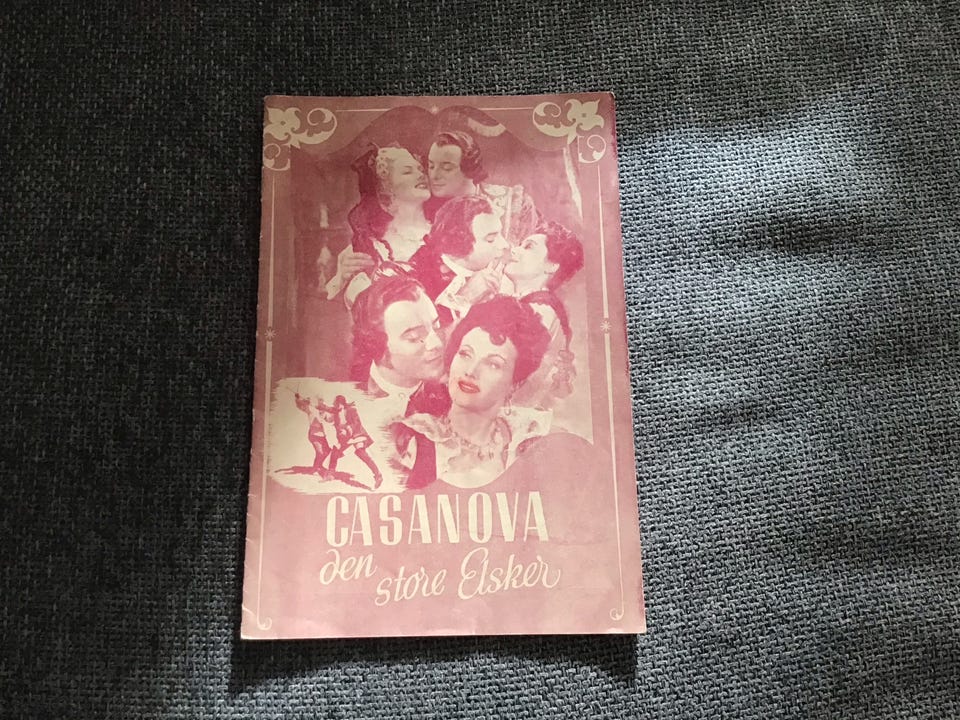 CASANOVA
den
store Elsker